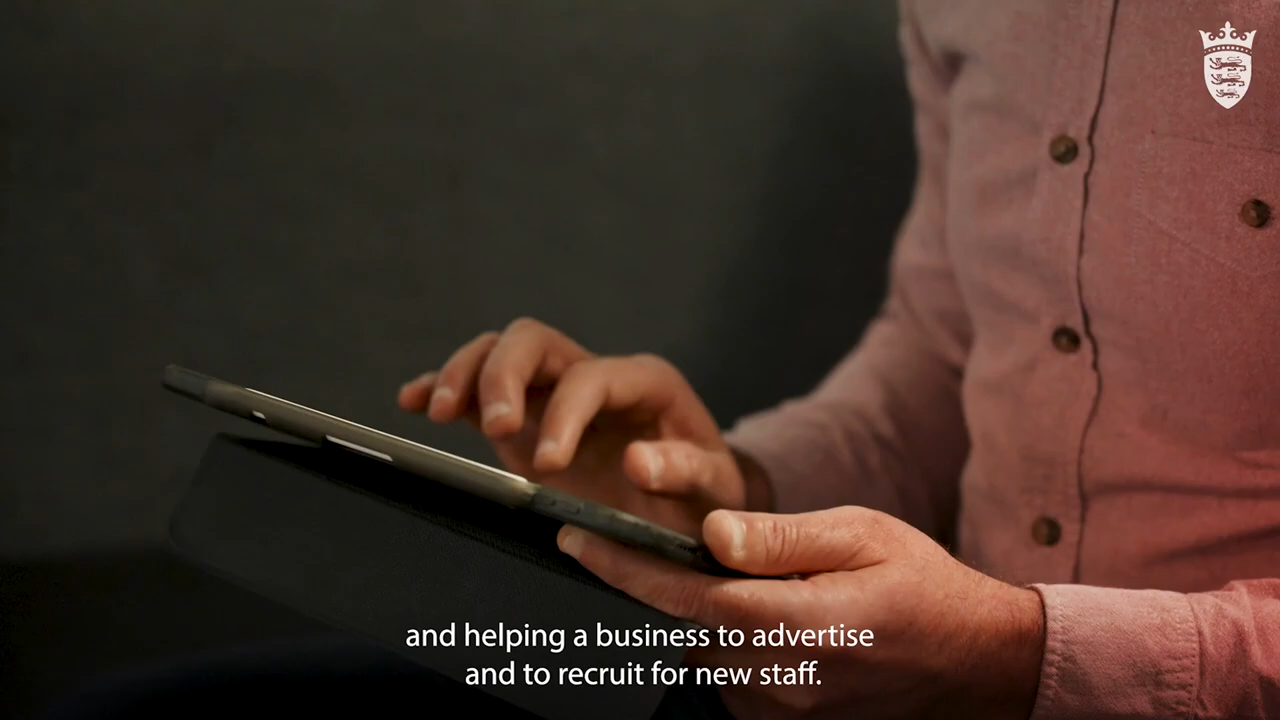 and helping a business to advertise
and to recruit for new staff.